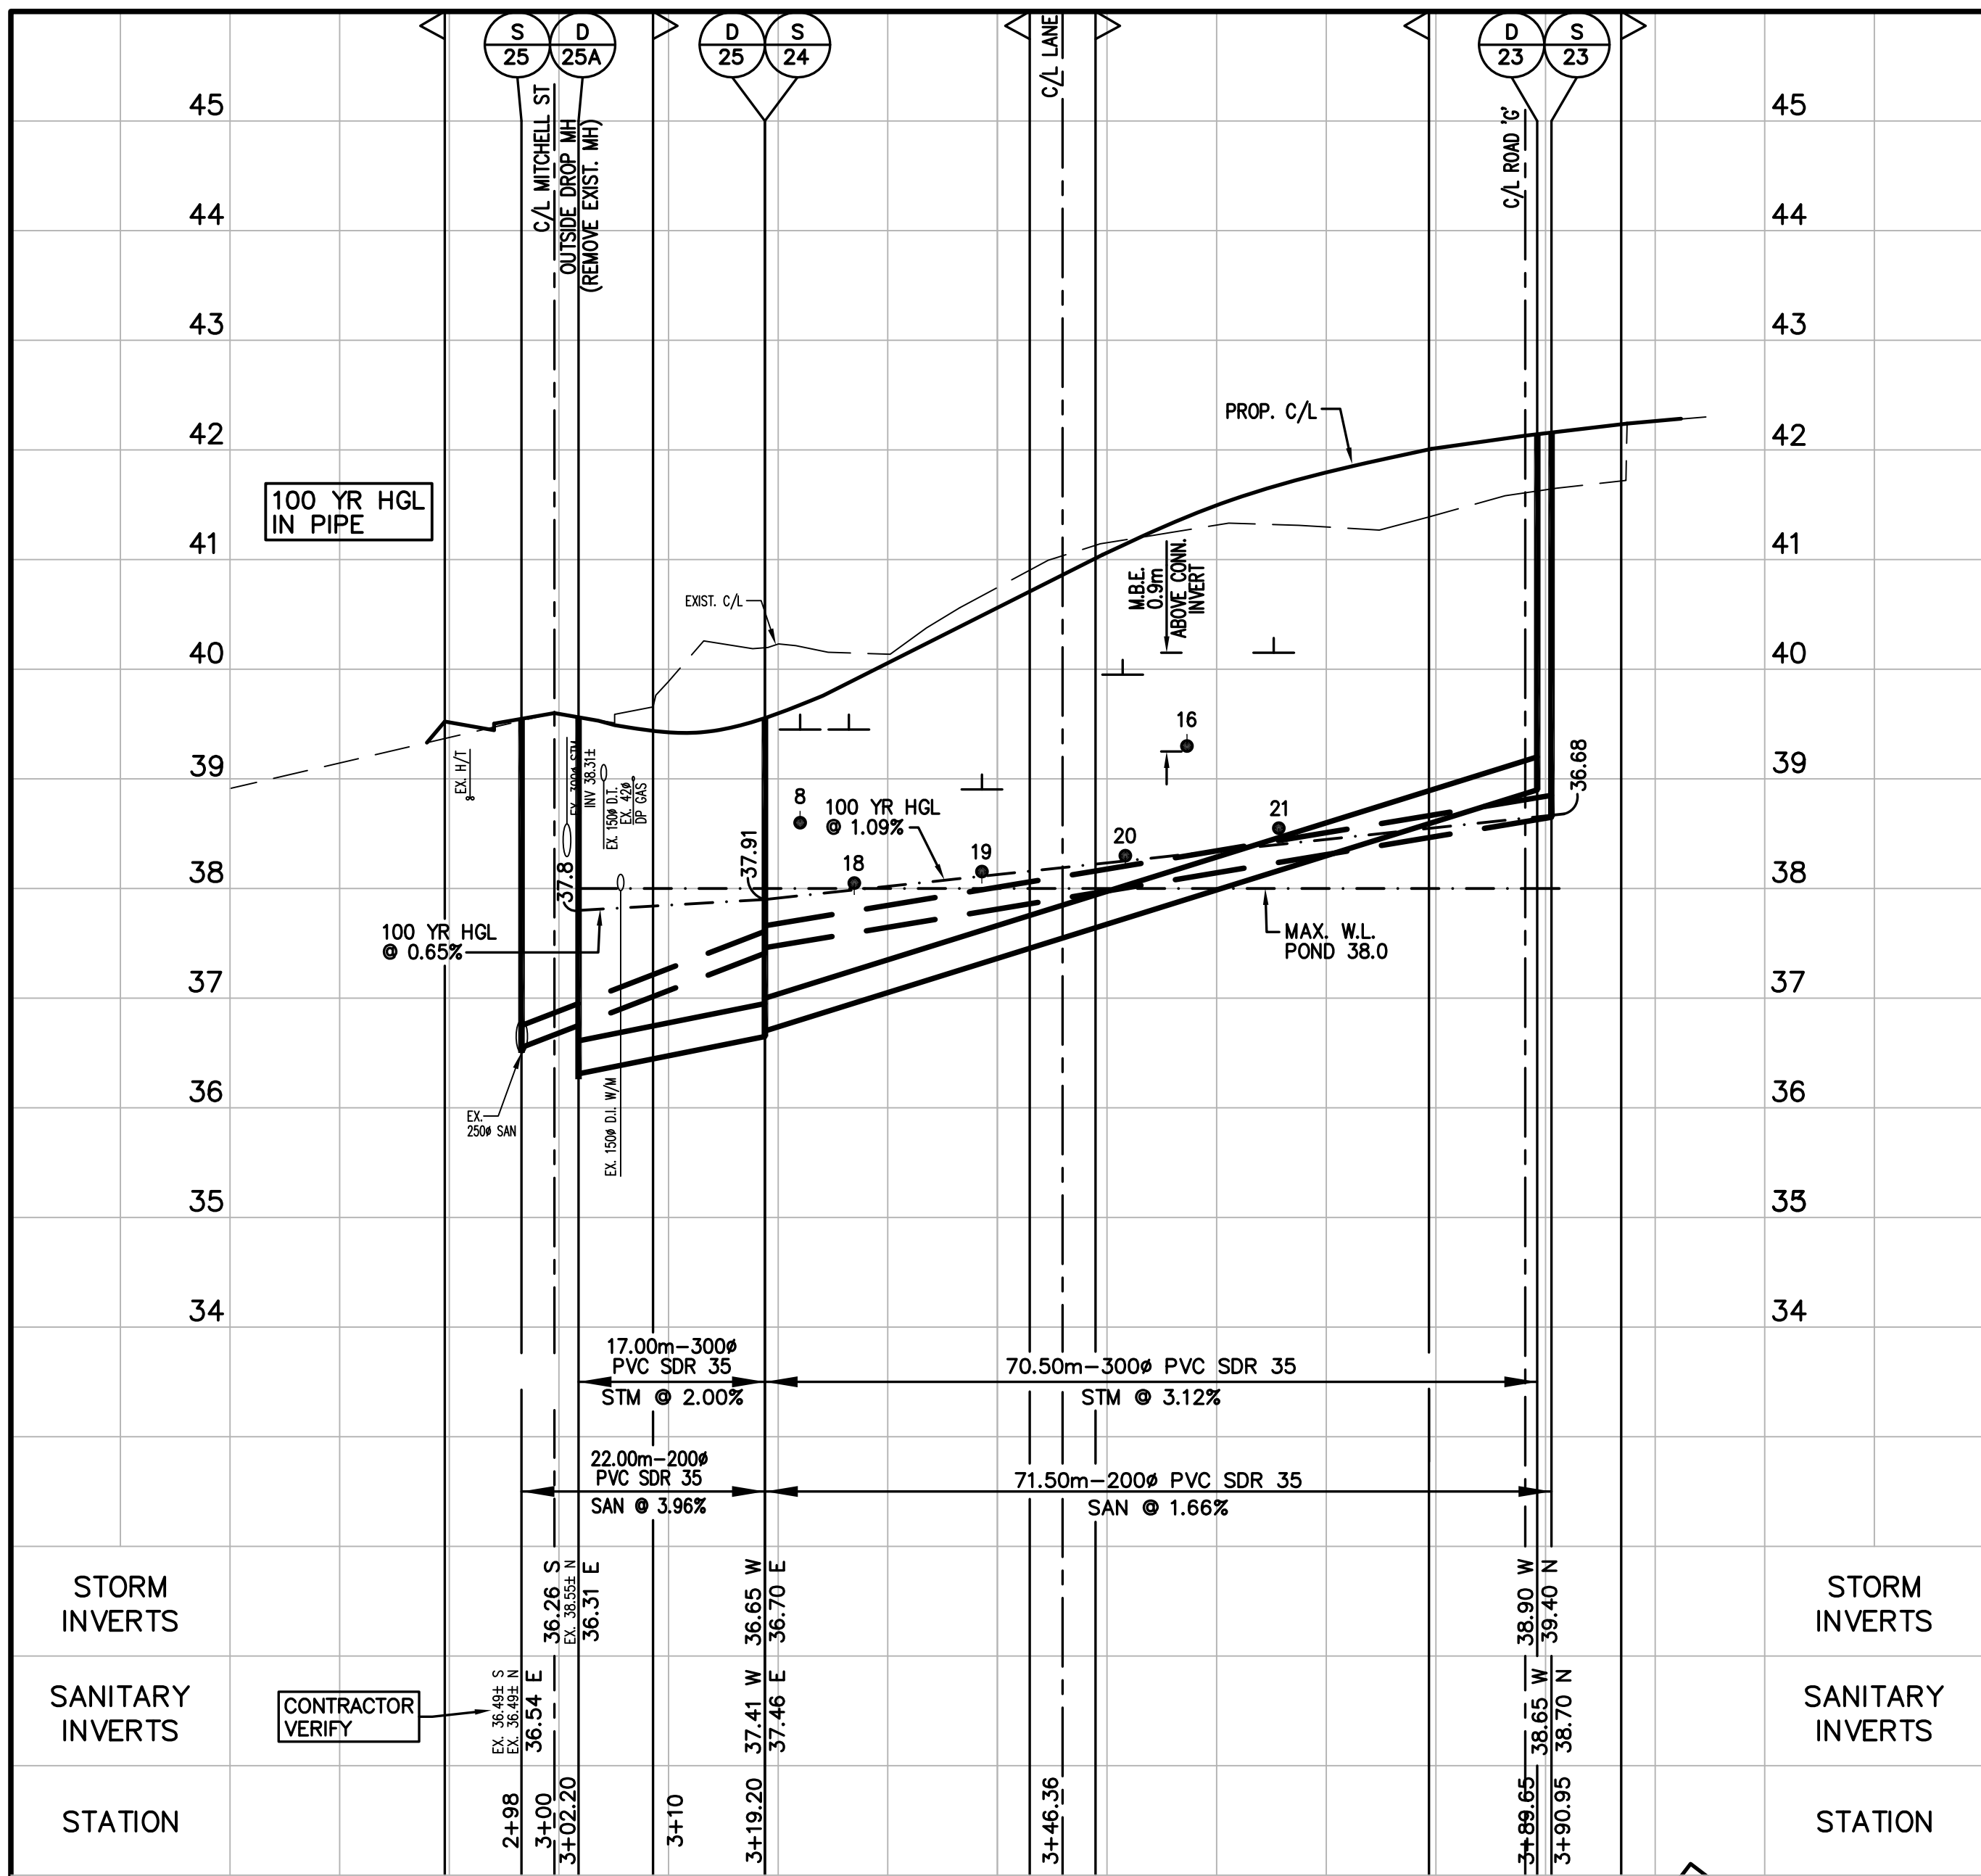 S
25
D
25A
D
25
S
24
D
23
S
23
C/L MITCHELL ST
OUTSIDE DROP MH
(REMOVE EXIST. MH)
C/L LANE
C/L ROAD 'G'
45
45
44
44
43
43
42
42
41
41
40
40
39
39
38
38
37
37
36
36
35
35
34
34
100 YR HGL
IN PIPE
PROP. C/L
EXIST. C/L
M.B.E.
0.9m
ABOVE CONN.
INVERT
EX. H/T
EX. 300ø STM
INV 38.31±
EX. 150ø D.T.
EX. 42ø
DP GAS
8
100 YR HGL
@ 1.09%
16
18
19
20
21
36.68
37.8
37.91
100 YR HGL
@ 0.65%
MAX. W.L.
POND 38.0
EX.
250ø SAN
EX. 150ø D.I. W/M
17.00m-300ø
PVC SDR 35
STM @ 2.00%
70.50m-300ø PVC SDR 35
STM @ 3.12%
22.00m-200ø
PVC SDR 35
SAN @ 3.96%
71.50m-200ø PVC SDR 35
SAN @ 1.66%
STORM
INVERTS
36.26 S
EX. 38.55± N
36.31 E
36.65 W
36.70 E
38.90 W
39.40 N
STORM
INVERTS
SANITARY
INVERTS
CONTRACTOR
VERIFY
EX. 36.49± S
EX. 36.49± N
36.54 E
37.41 W
37.46 E
38.65 W
38.70 N
SANITARY
INVERTS
STATION
2+98
3+00
3+02.20
3+10
3+19.20
3+46.36
3+89.65
3+90.95
STATION